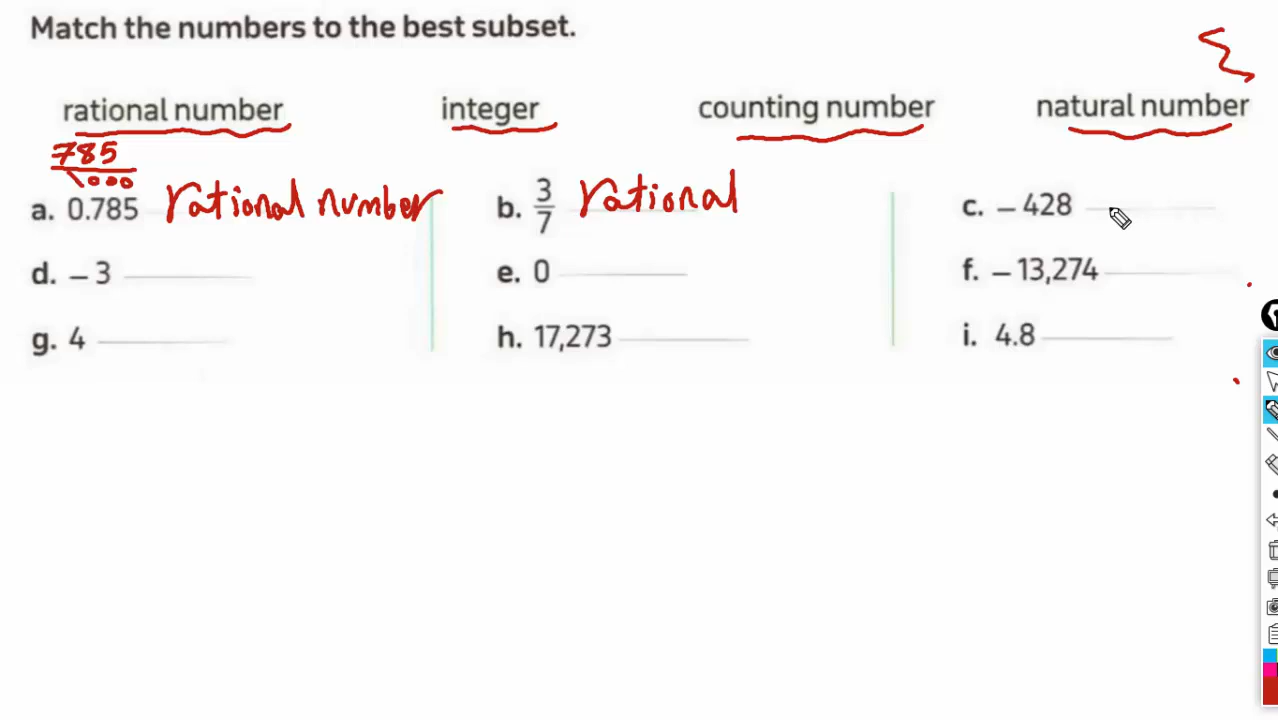 Match the numbers to the best subset.
rational number integer counting number natural number
785
1000
a. 0.785 rational number b. 3/7 rational c. – 428
d. – 3 e. 0 f. – 13,274
g. 4 h. 17,273 i. 4.8